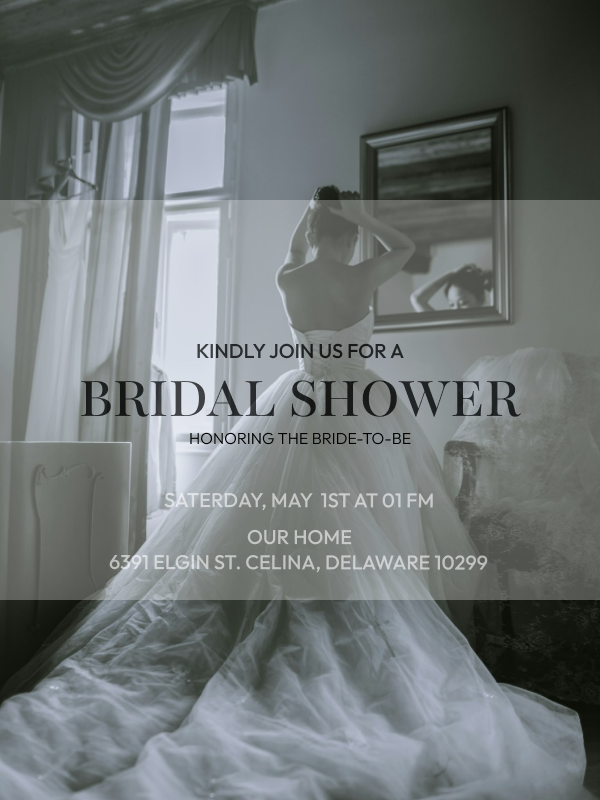 KINDLY JOIN US FOR A
BRIDAL SHOWER
HONORING THE BRIDE-TO-BE
SATERDAY, MAY 1ST AT 01 FM
OUR HOME
6391 ELGIN ST. CELINA, DELAWARE 10299